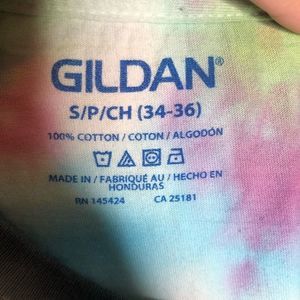 GILDAN®
S/P/CH (34-36)
100% COTTON / COTON / ALGODÓN
MADE IN / FABRIQUÉ AU / HECHO EN
HONDURAS
RN 145424 CA 25181